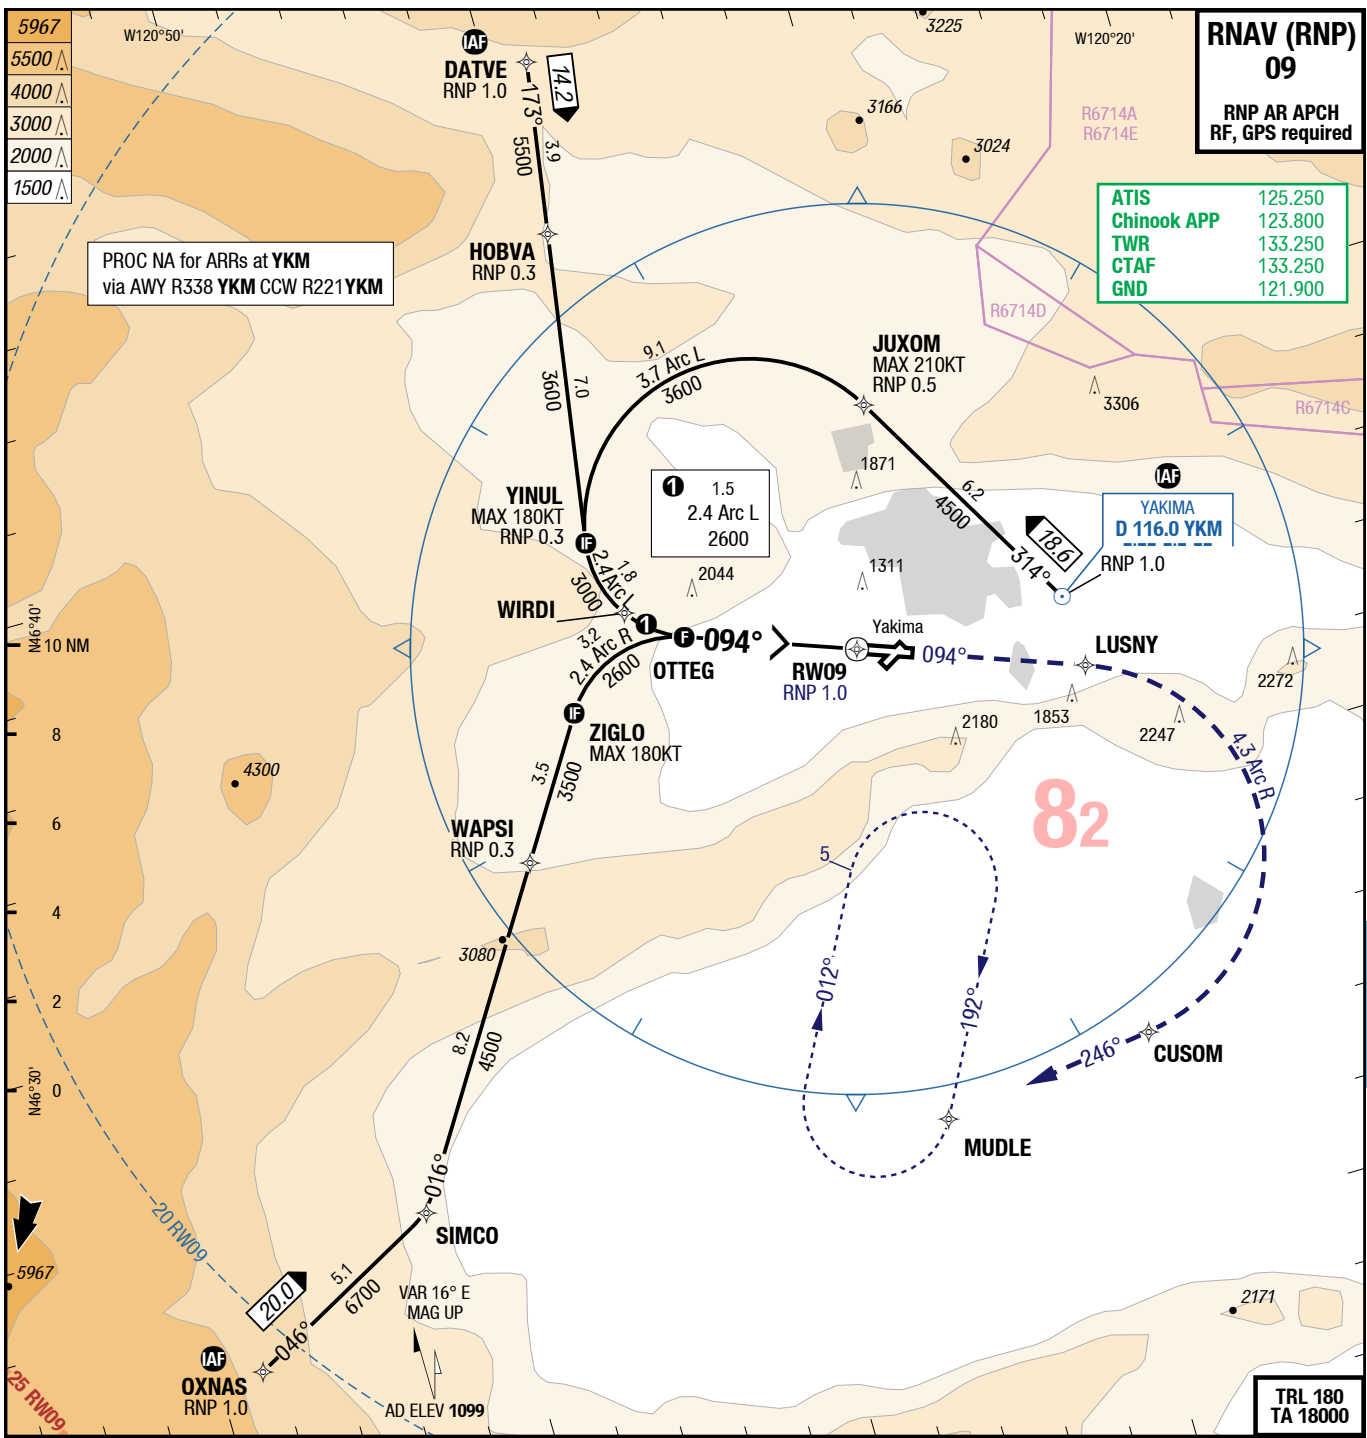 5967
5500
4000
3000
2000
1500
W120°50'
IAF
DATVE
RNP 1.0
14.2
173°
3.9
5500
3225
W120°20'
RNAV (RNP)
09
RNP AR APCH
RF, GPS required
3166
3024
R6714A
R6714E
ATIS 125.250
Chinook APP 123.800
TWR 133.250
CTAF 133.250
GND 121.900
PROC NA for ARRs at YKM
via AWY R338 YKM CCW R221 YKM
HOBVA
RNP 0.3
R6714D
9.1
3.7 Arc L
3600
JUXOM
MAX 210KT
RNP 0.5
7.0
3600
3306
R6714C
1871
6.2
4500
IAF
YAKIMA
D 116.0 YKM
18.6
314°
RNP 1.0
YINUL
MAX 180KT
RNP 0.3
IF
1 1.5
2.4 Arc L
2600
2044
1311
1.8
2.4 Arc L
3000
WIRDI
1
3.2
2.4 Arc R
2600
F
OTTEG
094°
Yakima
RW09
RNP 1.0
094°
LUSNY
N46°40'
10 NM
2272
1853
2247
2180
IF
ZIGLO
MAX 180KT
8
4300
3.5
3500
4.3 Arc R
82
6
WAPSI
RNP 0.3
5
4
3080
012°
192°
2
8.2
4500
246°
CUSOM
N46°30'
0
MUDLE
016°
SIMCO
20 RW09
5967
20.0
5.1
6700
046°
VAR 16° E
MAG UP
2171
IAF
OXNAS
RNP 1.0
25 RW09
AD ELEV 1099
TRL 180
TA 18000